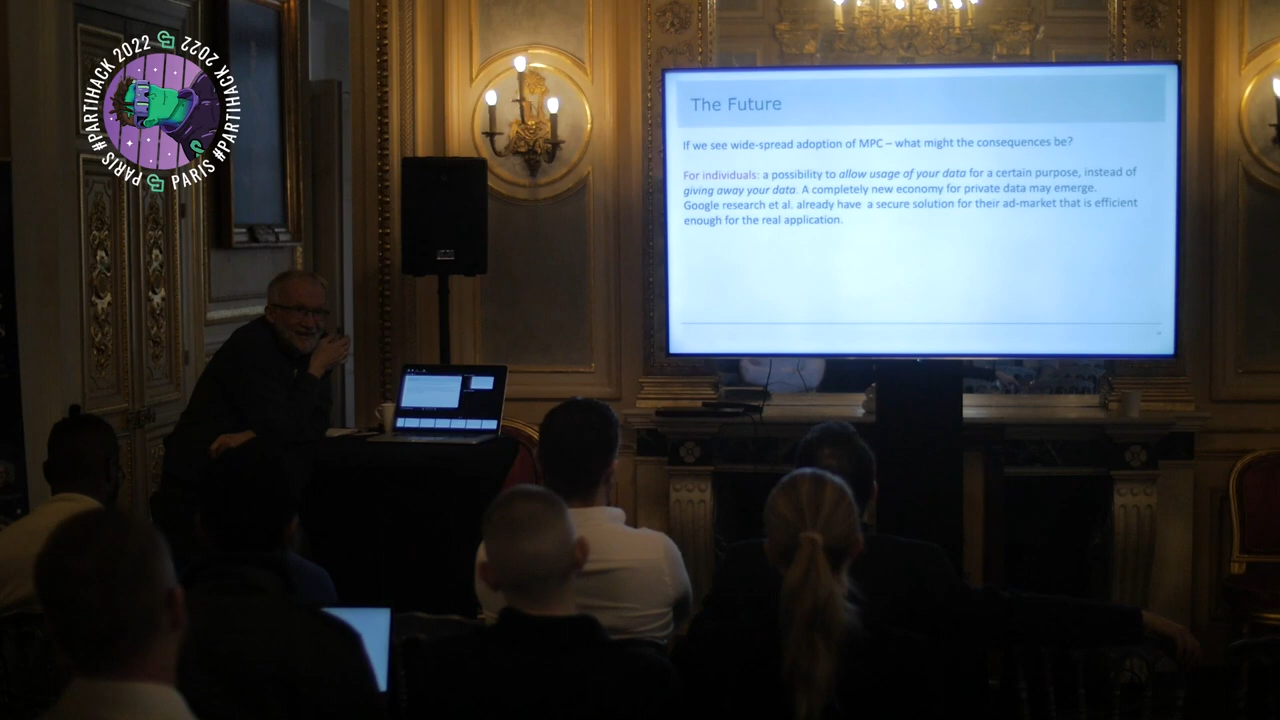 #PARTIHACK 2022
#PARTIHACK 2022
PARIS
PARIS
The Future
If we see wide-spread adoption of MPC – what might the consequences be?
For individuals: a possibility to allow usage of your data for a certain purpose, instead of
giving away your data. A completely new economy for private data may emerge.
Google research et al. already have a secure solution for their ad-market that is efficient
enough for the real application.